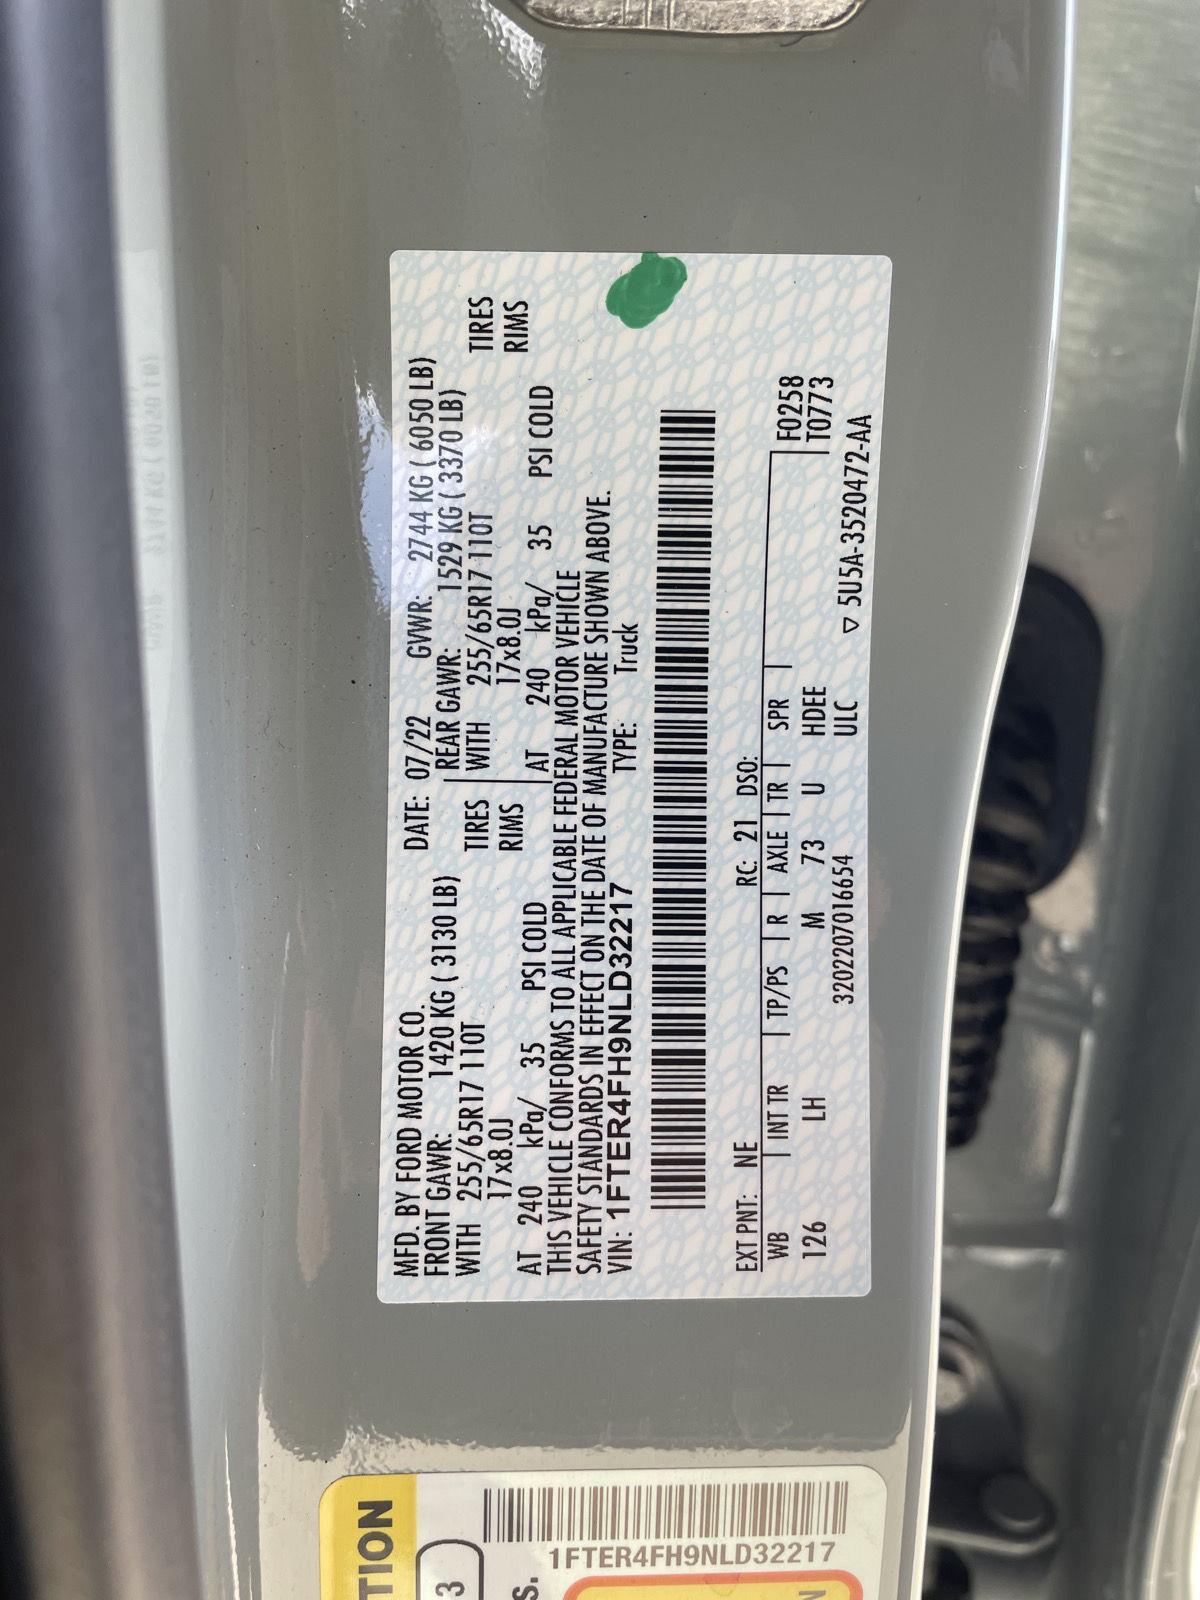 MFD. BY FORD MOTOR CO. DATE: 07/22 GVWR: 2744 KG ( 6050 LB)
FRONT GAWR: 1420 KG ( 3130 LB) REAR GAWR: 1529 KG ( 3370 LB)
WITH 255/65R17 110T TIRES WITH 255/65R17 110T TIRES
17x8.0J RIMS 17x8.0J RIMS
AT 240 kPa/ 35 PSI COLD AT 240 kPa/ 35 PSI COLD
THIS VEHICLE CONFORMS TO ALL APPLICABLE FEDERAL MOTOR VEHICLE
SAFETY STANDARDS IN EFFECT ON THE DATE OF MANUFACTURE SHOWN ABOVE.
VIN: 1FTER4FH9NLD32217 TYPE: Truck
EXT PNT: NE RC: 21 DSO:
WB INT TR TP/PS R AXLE TR SPR F0258
126 LH M 73 U HDEE T0773
3202207016654 ULC
▽ 5U5A-3520472-AA
TION
3
S.
1FTER4FH9NLD32217
N